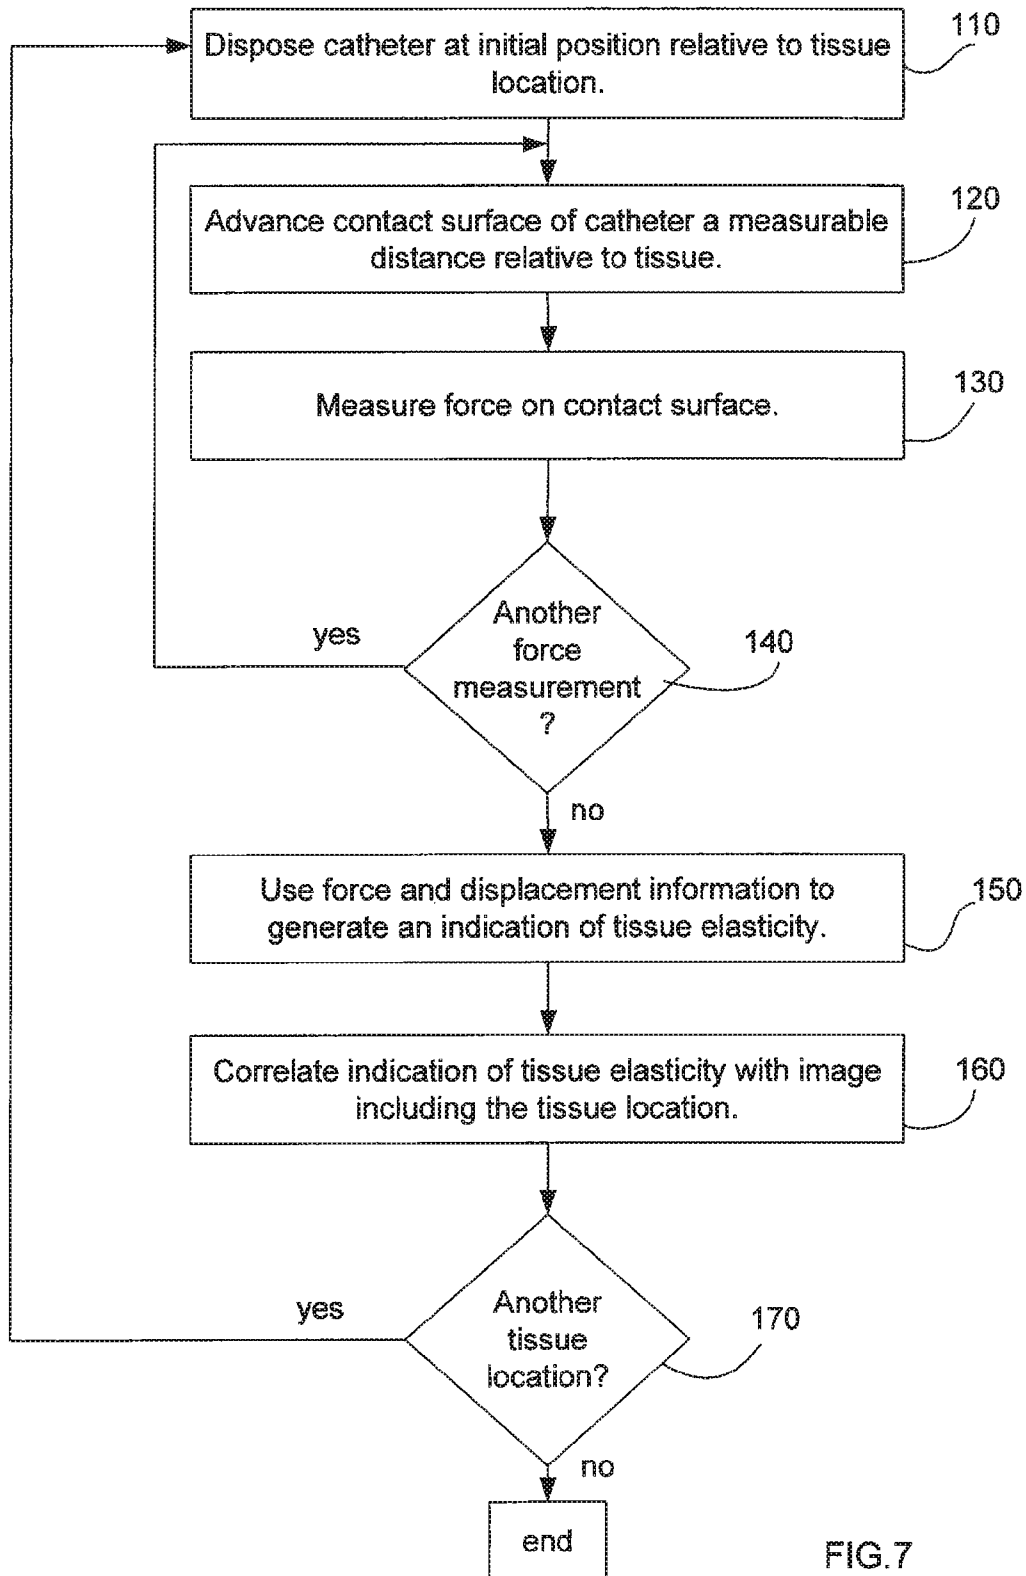 Dispose catheter at initial position relative to tissue
location.
110
Advance contact surface of catheter a measurable
distance relative to tissue.
120
Measure force on contact surface.
130
Another
force
measurement
?
yes
140
no
Use force and displacement information to
generate an indication of tissue elasticity.
150
Correlate indication of tissue elasticity with image
including the tissue location.
160
Another
tissue
location?
yes
170
no
end
FIG.7